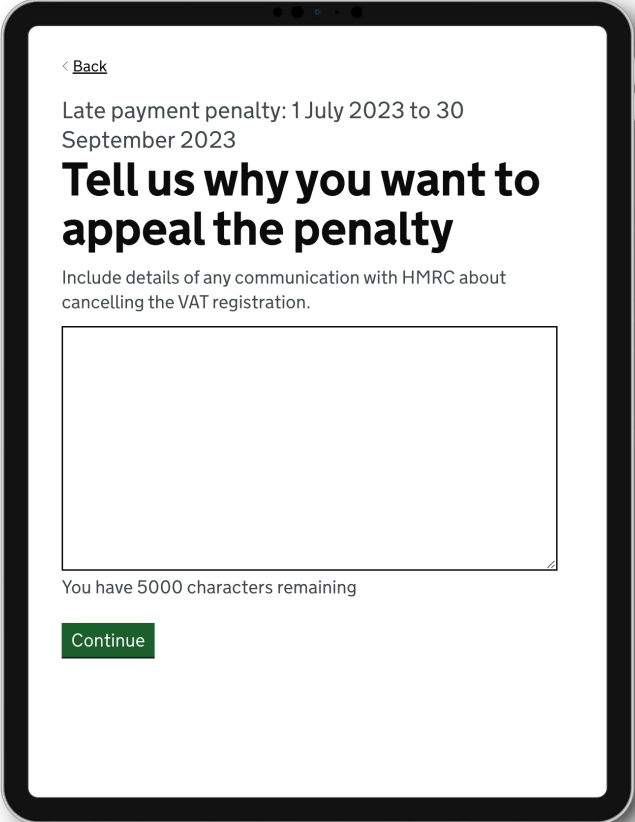 Back
Late payment penalty: 1 July 2023 to 30
September 2023
Tell us why you want to
appeal the penalty
Include details of any communication with HMRC about
cancelling the VAT registration.
You have 5000 characters remaining
Continue